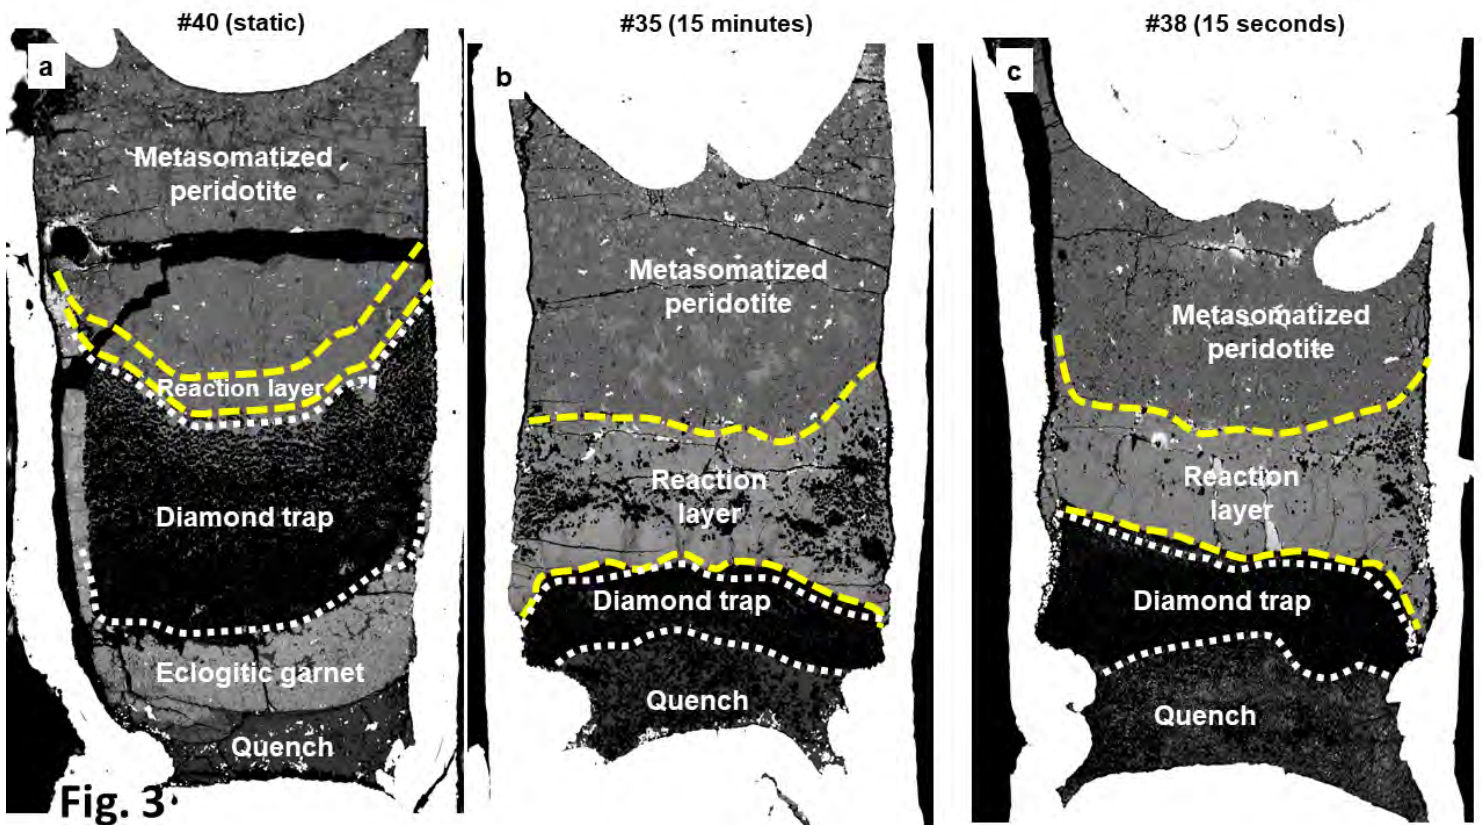 #40 (static)
#35 (15 minutes)
#38 (15 seconds)
a
Metasomatized
peridotite
Reaction layer
Diamond trap
Eclogitic garnet
Quench
Fig. 3
b
Metasomatized
peridotite
Reaction
layer
Diamond trap
Quench
c
Metasomatized
peridotite
Reaction
layer
Diamond trap
Quench